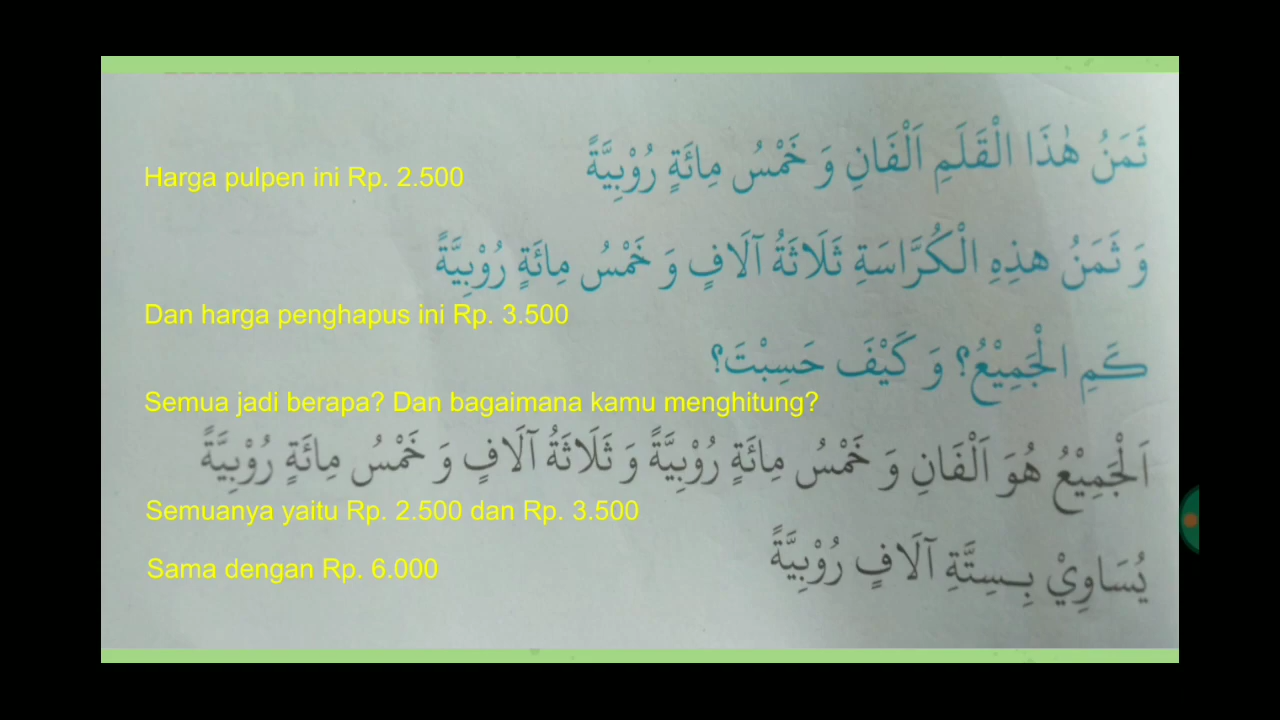 ثَمَنُ هٰذَا الْقَلَمِ اَلْفَانِ وَ خَمْسُ مِائَةٍ رُوْبِيَّةً
Harga pulpen ini Rp. 2.500
وَ ثَمَنُ هذِهِ الْكُرَّاسَةِ ثَلَاثَةُ آلَافٍ وَ خَمْسُ مِائَةٍ رُوْبِيَّةً
Dan harga penghapus ini Rp. 3.500
كَمِ الْجَمِيْعُ؟ وَ كَيْفَ حَسِبْتَ؟
Semua jadi berapa? Dan bagaimana kamu menghitung?
اَلْجَمِيْعُ هُوَ اَلْفَانِ وَ خَمْسُ مِائَةٍ رُوْبِيَّةً وَ ثَلَاثَةُ آلَافٍ وَ خَمْسُ مِائَةٍ رُوْبِيَّةً
Semuanya yaitu Rp. 2.500 dan Rp. 3.500
يُسَاوِيْ بِسِتَّةِ آلَافٍ رُوْبِيَّةً
Sama dengan Rp. 6.000